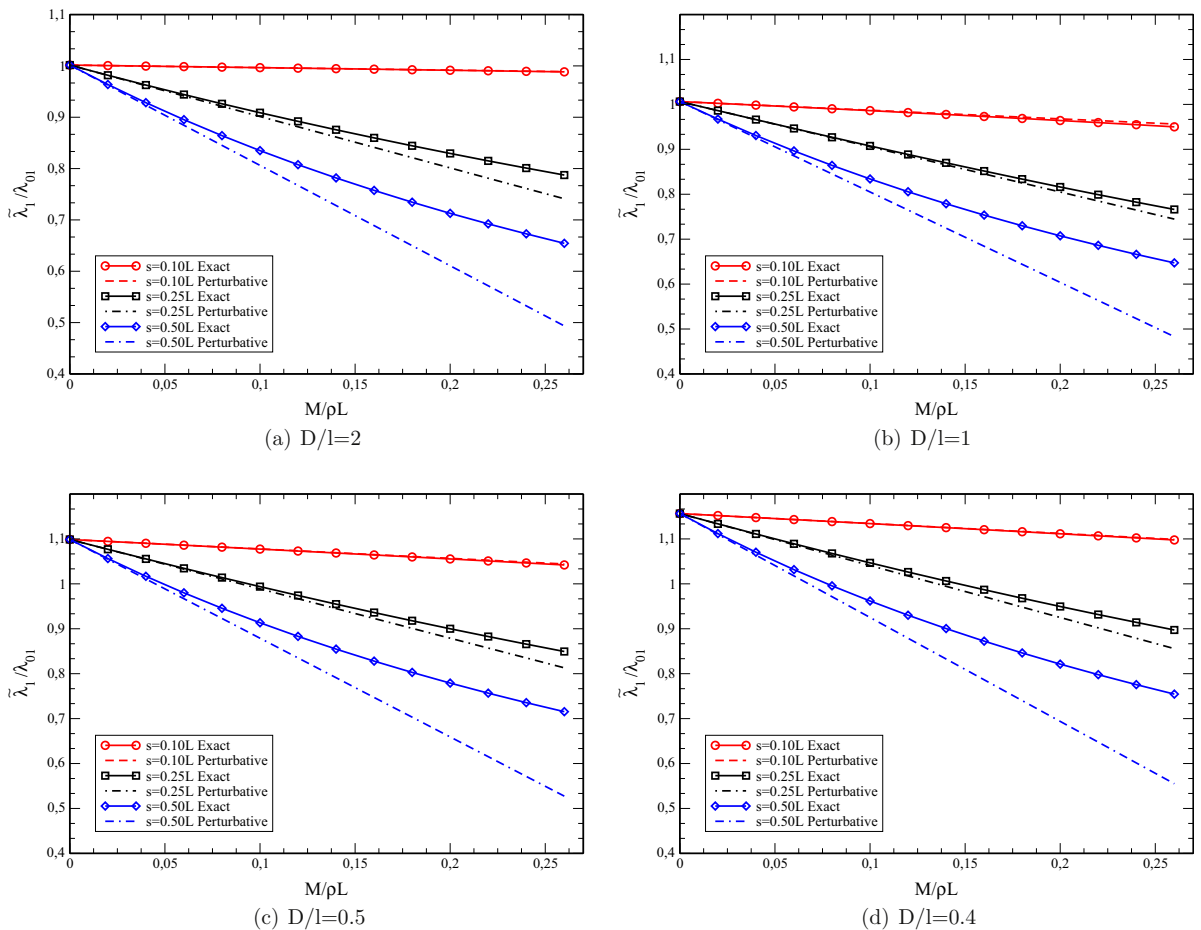 1,1
1
0,9
0,8
0,7
0,6
0,5
0,4
λ̃₁/λ₀₁
s=0.10L Exact
s=0.10L Perturbative
s=0.25L Exact
s=0.25L Perturbative
s=0.50L Exact
s=0.50L Perturbative
0 0,05 0,1 0,15 0,2 0,25
M/ρL
(a) D/l=2
1,1
1
0,9
0,8
0,7
0,6
0,5
0,4
λ̃₁/λ₀₁
s=0.10L Exact
s=0.10L Perturbative
s=0.25L Exact
s=0.25L Perturbative
s=0.50L Exact
s=0.50L Perturbative
0 0,05 0,1 0,15 0,2 0,25
M/ρL
(b) D/l=1
1,1
1
0,9
0,8
0,7
0,6
0,5
0,4
λ̃₁/λ₀₁
s=0.10L Exact
s=0.10L Perturbative
s=0.25L Exact
s=0.25L Perturbative
s=0.50L Exact
s=0.50L Perturbative
0 0,05 0,1 0,15 0,2 0,25
M/ρL
(c) D/l=0.5
1,1
1
0,9
0,8
0,7
0,6
0,5
0,4
λ̃₁/λ₀₁
s=0.10L Exact
s=0.10L Perturbative
s=0.25L Exact
s=0.25L Perturbative
s=0.50L Exact
s=0.50L Perturbative
0 0,05 0,1 0,15 0,2 0,25
M/ρL
(d) D/l=0.4